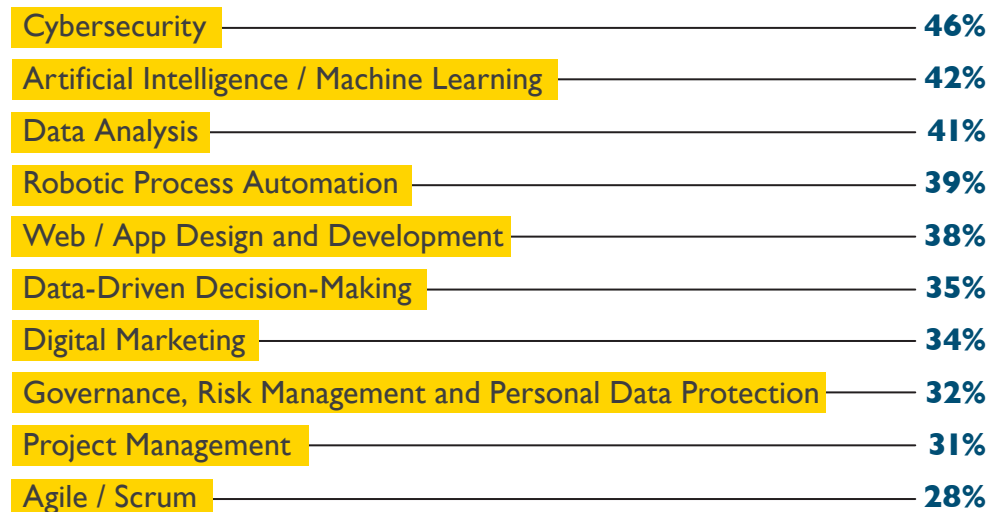 Cybersecurity 46%
Artificial Intelligence / Machine Learning 42%
Data Analysis 41%
Robotic Process Automation 39%
Web / App Design and Development 38%
Data-Driven Decision-Making 35%
Digital Marketing 34%
Governance, Risk Management and Personal Data Protection 32%
Project Management 31%
Agile / Scrum 28%